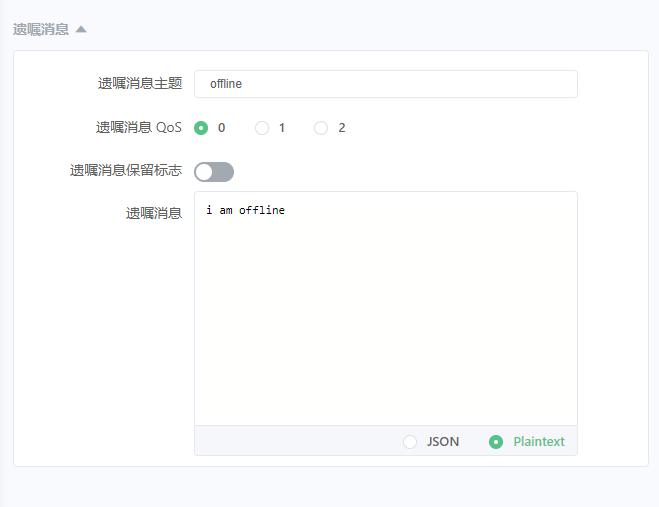 遗嘱消息
遗嘱消息主题 offline
遗嘱消息 QoS 0 1 2
遗嘱消息保留标志
遗嘱消息 i am offline
JSON Plaintext